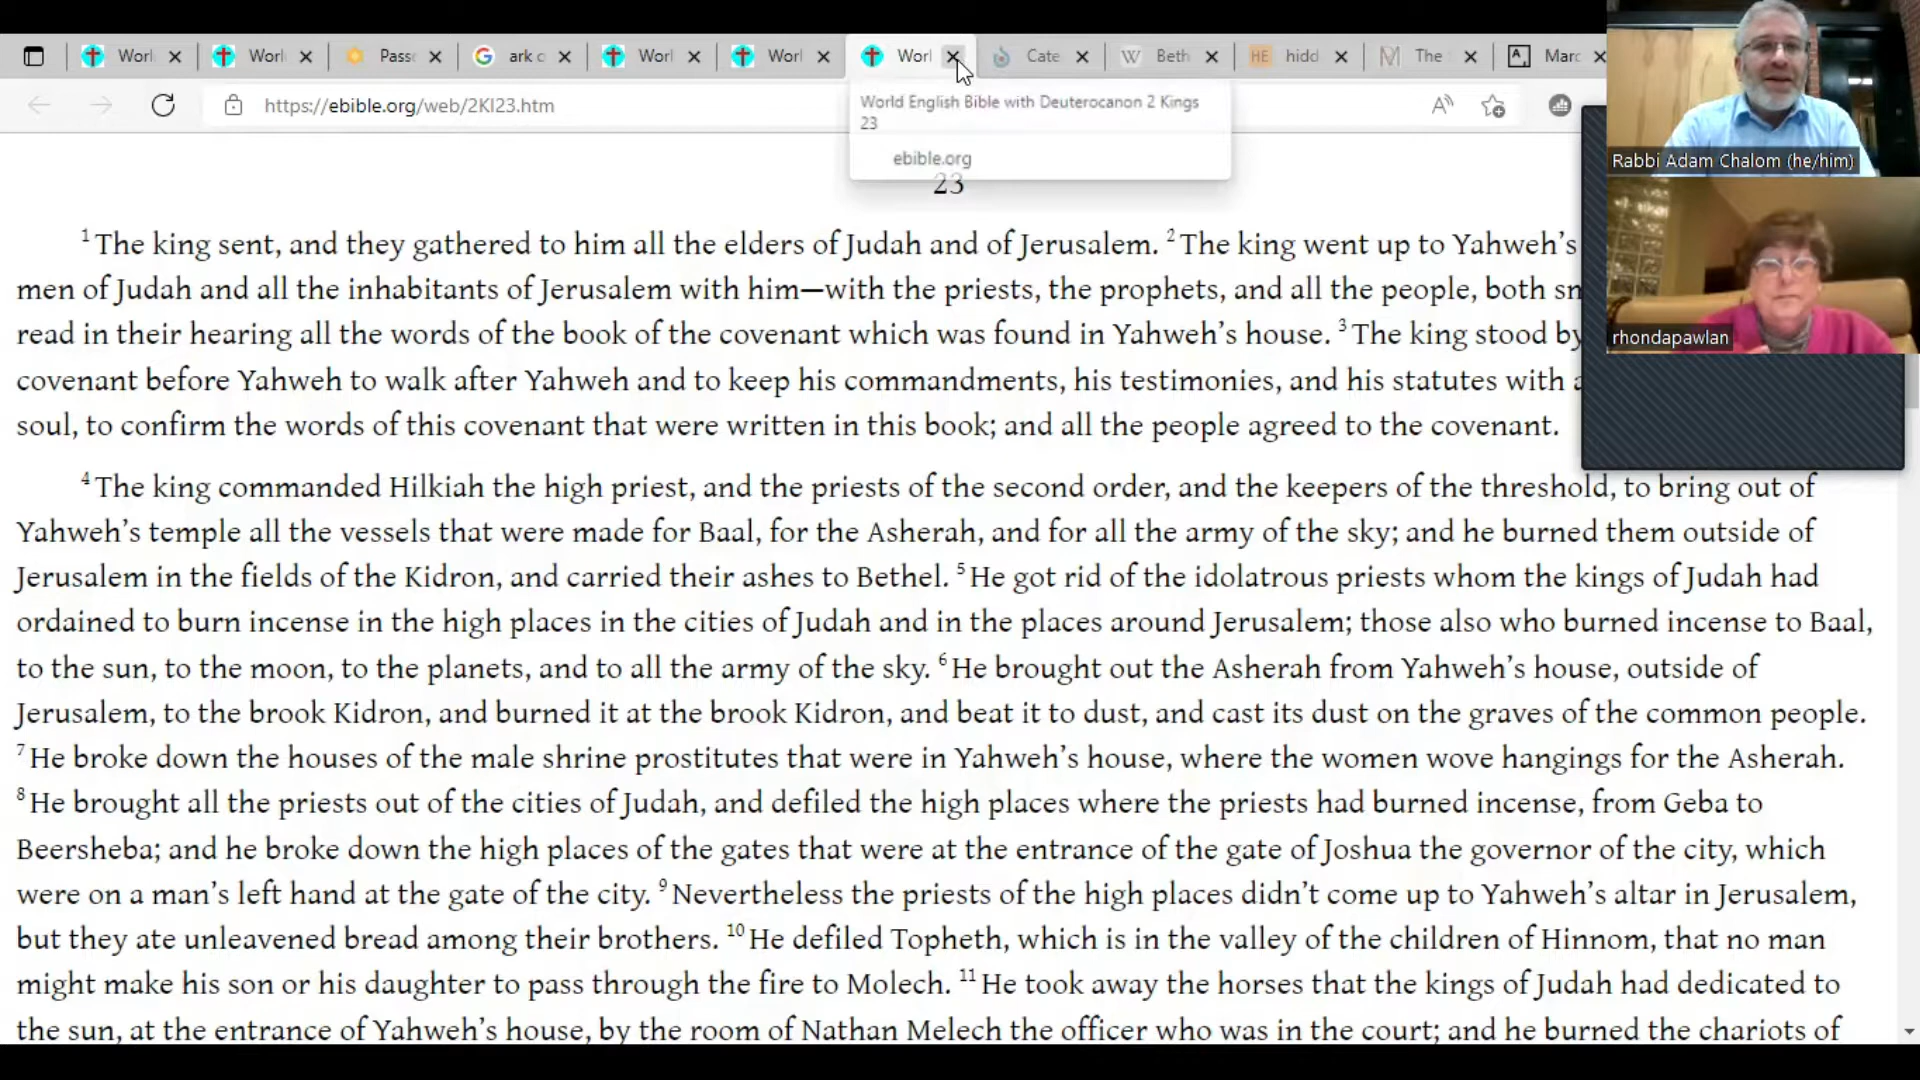 Worl
Worl
Pass
ark o
Worl
Worl
Worl
Cate
W
Beth
HE
hidd
M
The
A
Marc
https://ebible.org/web/2KI23.htm
World English Bible with Deuterocanon 2 Kings
23
ebible.org
Rabbi Adam Chalom (he/him)
rhondapawlan
23
1 The king sent, and they gathered to him all the elders of Judah and of Jerusalem. 2 The king went up to Yahweh’s
men of Judah and all the inhabitants of Jerusalem with him—with the priests, the prophets, and all the people, both
read in their hearing all the words of the book of the covenant which was found in Yahweh’s house. 3 The king stood by
covenant before Yahweh to walk after Yahweh and to keep his commandments, his testimonies, and his statutes with
soul, to confirm the words of this covenant that were written in this book; and all the people agreed to the covenant.
4 The king commanded Hilkiah the high priest, and the priests of the second order, and the keepers of the threshold, to bring out of
Yahweh’s temple all the vessels that were made for Baal, for the Asherah, and for all the army of the sky; and he burned them outside of
Jerusalem in the fields of the Kidron, and carried their ashes to Bethel. 5 He got rid of the idolatrous priests whom the kings of Judah had
ordained to burn incense in the high places in the cities of Judah and in the places around Jerusalem; those also who burned incense to Baal,
to the sun, to the moon, to the planets, and to all the army of the sky. 6 He brought out the Asherah from Yahweh’s house, outside of
Jerusalem, to the brook Kidron, and burned it at the brook Kidron, and beat it to dust, and cast its dust on the graves of the common people.
7 He broke down the houses of the male shrine prostitutes that were in Yahweh’s house, where the women wove hangings for the Asherah.
8 He brought all the priests out of the cities of Judah, and defiled the high places where the priests had burned incense, from Geba to
Beersheba; and he broke down the high places of the gates that were at the entrance of the gate of Joshua the governor of the city, which
were on a man’s left hand at the gate of the city. 9 Nevertheless the priests of the high places didn’t come up to Yahweh’s altar in Jerusalem,
but they ate unleavened bread among their brothers. 10 He defiled Topheth, which is in the valley of the children of Hinnom, that no man
might make his son or his daughter to pass through the fire to Molech. 11 He took away the horses that the kings of Judah had dedicated to
the sun, at the entrance of Yahweh’s house, by the room of Nathan Melech the officer who was in the court; and he burned the chariots of